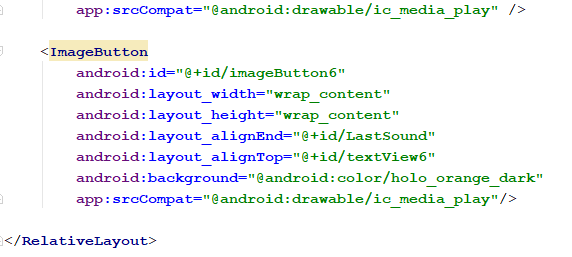 app:srcCompat="@android:drawable/ic_media_play" />
<ImageButton
android:id="@+id/imageButton6"
android:layout_width="wrap_content"
android:layout_height="wrap_content"
android:layout_alignEnd="@+id/LastSound"
android:layout_alignTop="@+id/textView6"
android:background="@android:color/holo_orange_dark"
app:srcCompat="@android:drawable/ic_media_play"/>
</RelativeLayout>